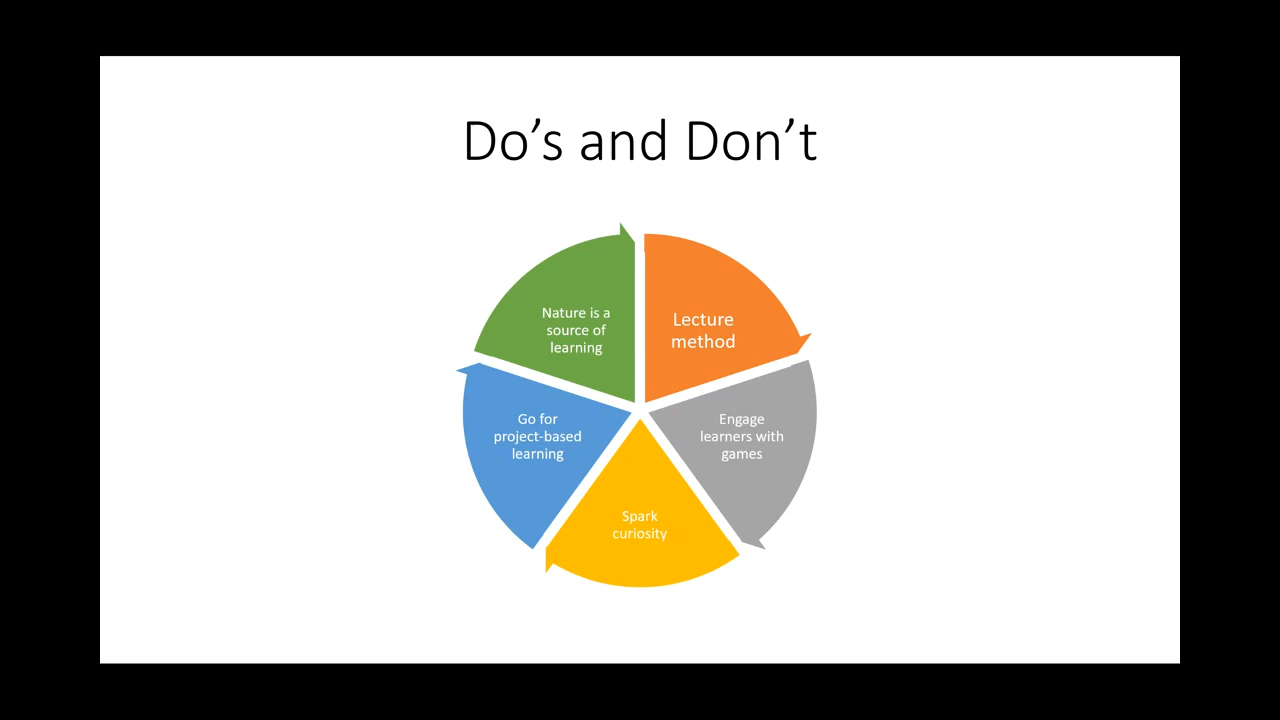 Do’s and Don’t
Lecture
method
Engage
learners with
games
Spark
curiosity
Go for
project-based
learning
Nature is a
source of
learning